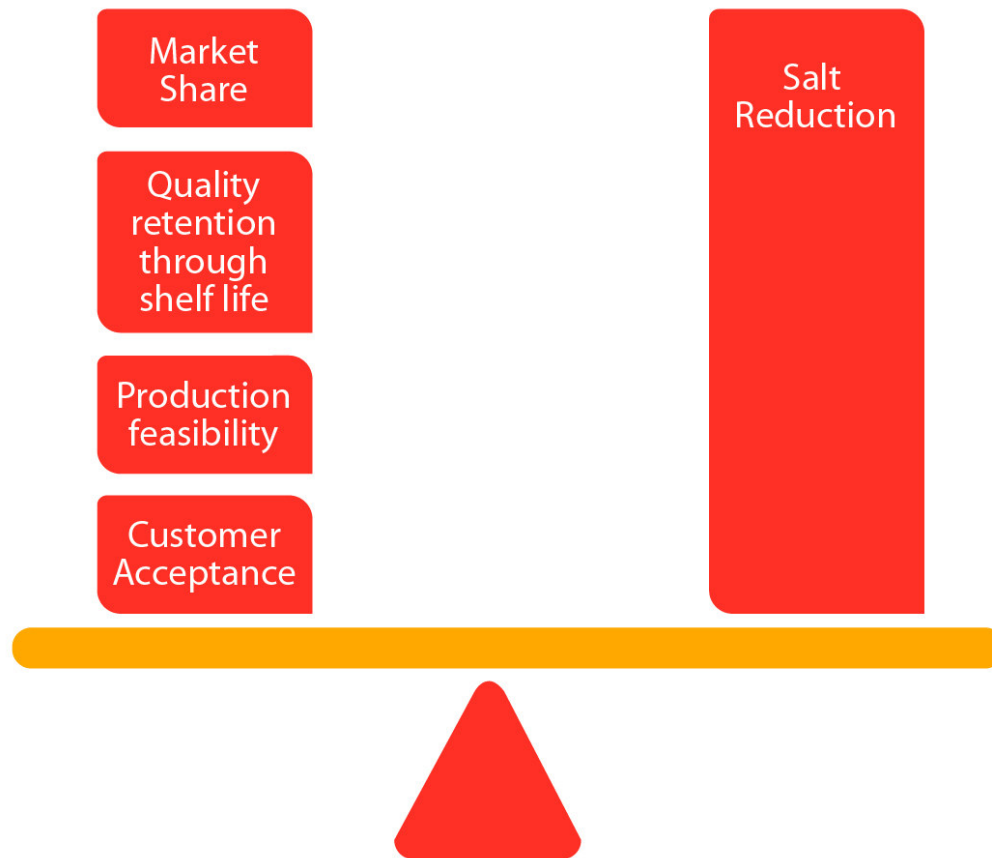 Market
Share
Quality
retention
through
shelf life
Production
feasibility
Customer
Acceptance
Salt
Reduction